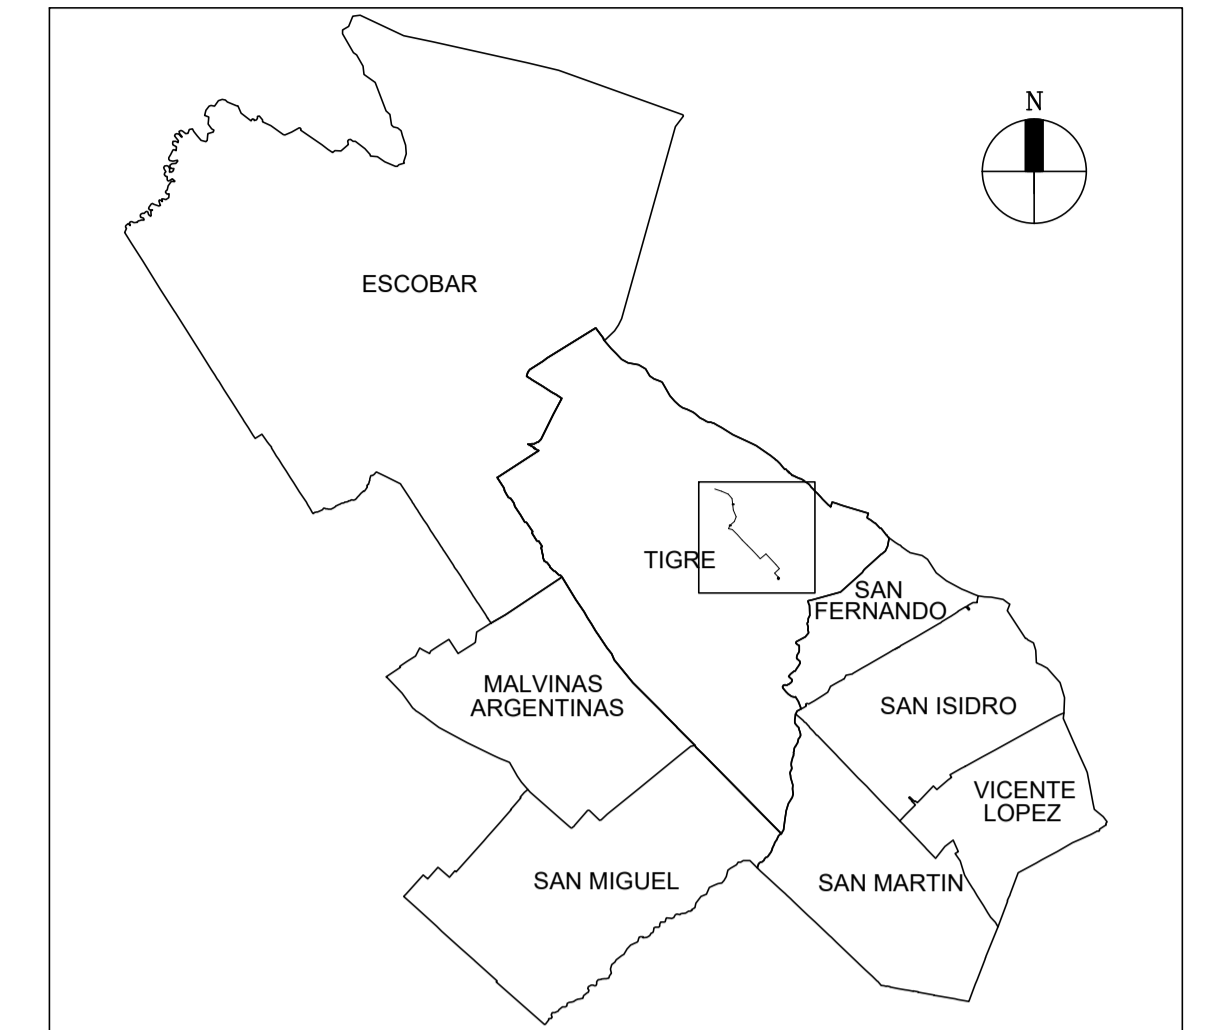 N
ESCOBAR
TIGRE
SAN
FERNANDO
MALVINAS
ARGENTINAS
SAN ISIDRO
VICENTE
LOPEZ
SAN MIGUEL
SAN MARTIN